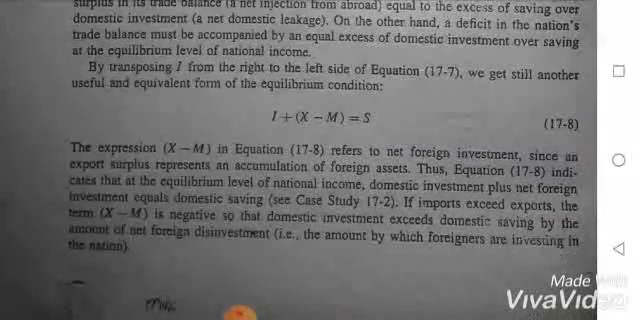 surplus in its trade balance (a net injection from abroad) equal to the excess of saving over
domestic investment (a net domestic leakage). On the other hand, a deficit in the nation's
trade balance must be accompanied by an equal excess of domestic investment over saving
at the equilibrium level of national income.
By transposing I from the right to the left side of Equation (17-7), we get still another
useful and equivalent form of the equilibrium condition:
I + (X − M) = S (17-8)
The expression (X − M) in Equation (17-8) refers to net foreign investment, since an
export surplus represents an accumulation of foreign assets. Thus, Equation (17-8) indi-
cates that at the equilibrium level of national income, domestic investment plus net foreign
investment equals domestic saving (see Case Study 17-2). If imports exceed exports, the
term (X − M) is negative so that domestic investment exceeds domestic saving by the
amount of net foreign disinvestment (i.e., the amount by which foreigners are investing in
the nation).
Made With
VivaVideo